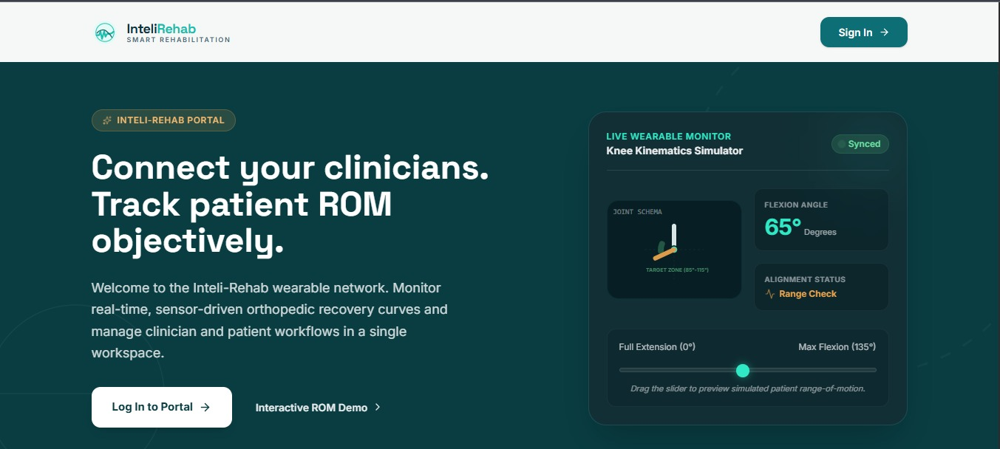 InteliRehab
SMART REHABILITATION
Sign In
INTELI-REHAB PORTAL
Connect your clinicians.
Track patient ROM
objectively.
Welcome to the Inteli-Rehab wearable network. Monitor
real-time, sensor-driven orthopedic recovery curves and
manage clinician and patient workflows in a single
workspace.
Log In to Portal
Interactive ROM Demo
LIVE WEARABLE MONITOR
Knee Kinematics Simulator
Synced
JOINT SCHEMA
TARGET ZONE (85°-115°)
FLEXION ANGLE
65° Degrees
ALIGNMENT STATUS
Range Check
Full Extension (0°)
Max Flexion (135°)
Drag the slider to preview simulated patient range-of-motion.